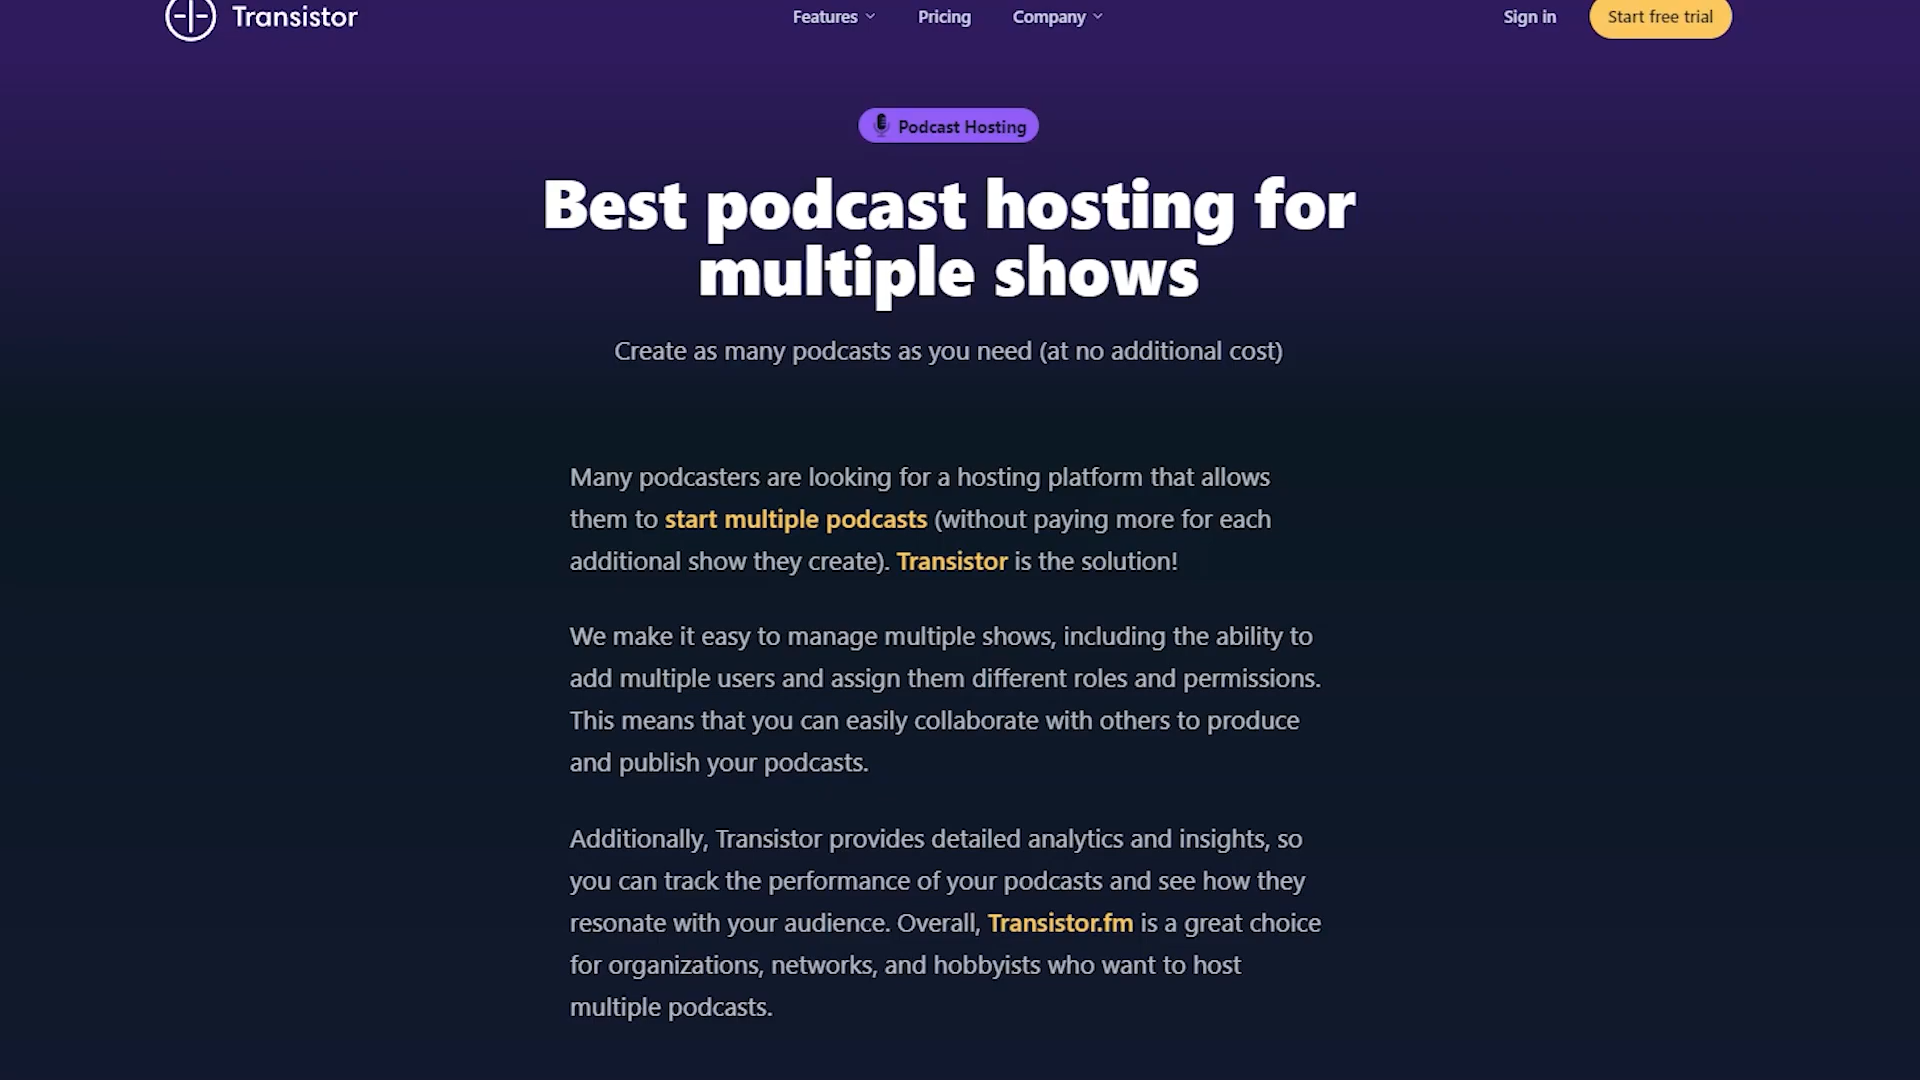 Transistor
Features
Pricing
Company
Sign in
Start free trial
Podcast Hosting
Best podcast hosting for
multiple shows
Create as many podcasts as you need (at no additional cost)
Many podcasters are looking for a hosting platform that allows
them to start multiple podcasts (without paying more for each
additional show they create). Transistor is the solution!
We make it easy to manage multiple shows, including the ability to
add multiple users and assign them different roles and permissions.
This means that you can easily collaborate with others to produce
and publish your podcasts.
Additionally, Transistor provides detailed analytics and insights, so
you can track the performance of your podcasts and see how they
resonate with your audience. Overall, Transistor.fm is a great choice
for organizations, networks, and hobbyists who want to host
multiple podcasts.